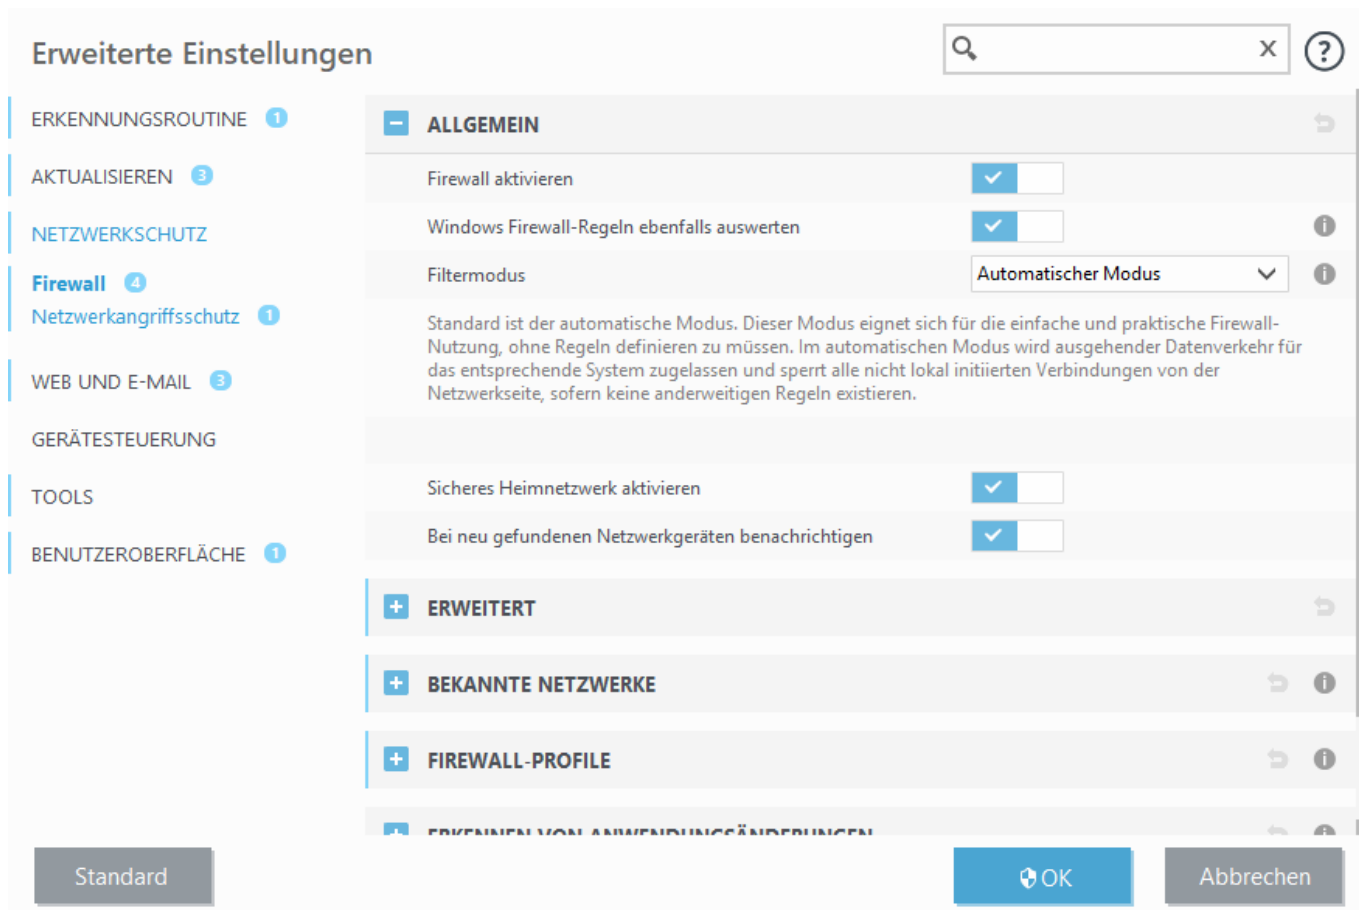 Erweiterte Einstellungen
X
?
ERKENNUNGSROUTINE 1
AKTUALISIEREN 3
NETZWERKSCHUTZ
Firewall 4
Netzwerkangriffsschutz 1
WEB UND E-MAIL 3
GERÄTESTEUERUNG
TOOLS
BENUTZEROBERFLÄCHE 1
ALLGEMEIN
Firewall aktivieren
Windows Firewall-Regeln ebenfalls auswerten
Filtermodus
Automatischer Modus
Standard ist der automatische Modus. Dieser Modus eignet sich für die einfache und praktische Firewall-
Nutzung, ohne Regeln definieren zu müssen. Im automatischen Modus wird ausgehender Datenverkehr für
das entsprechende System zugelassen und sperrt alle nicht lokal initiierten Verbindungen von der
Netzwerkseite, sofern keine anderweitigen Regeln existieren.
Sicheres Heimnetzwerk aktivieren
Bei neu gefundenen Netzwerkgeräten benachrichtigen
ERWEITERT
BEKANNTE NETZWERKE
FIREWALL-PROFILE
ERKENNEN VON ANWENDUNGSÄNDERUNGEN
Standard
OK
Abbrechen